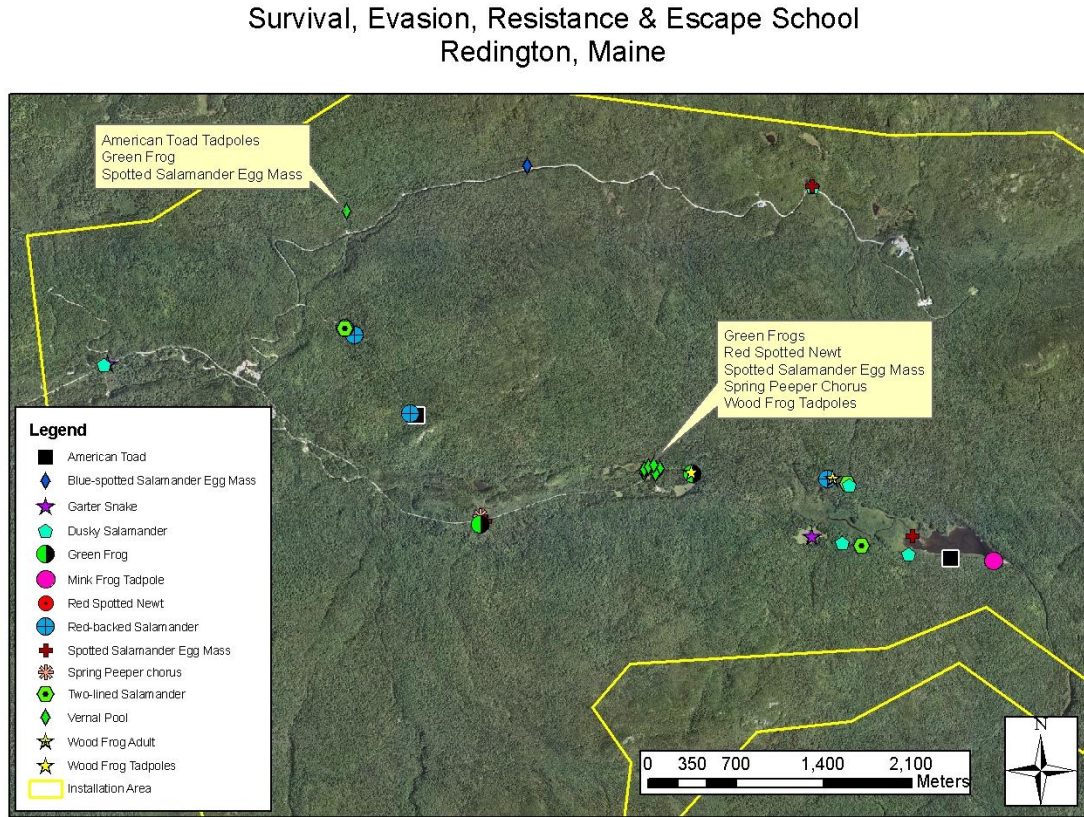 Survival, Evasion, Resistance & Escape School
Redington, Maine
American Toad Tadpoles
Green Frog
Spotted Salamander Egg Mass
Green Frogs
Red Spotted Newt
Spotted Salamander Egg Mass
Spring Peeper Chorus
Wood Frog Tadpoles
Legend
American Toad
Blue-spotted Salamander Egg Mass
Garter Snake
Dusky Salamander
Green Frog
Mink Frog Tadpole
Red Spotted Newt
Red-backed Salamander
Spotted Salamander Egg Mass
Spring Peeper chorus
Two-lined Salamander
Vernal Pool
Wood Frog Adult
Wood Frog Tadpoles
Installation Area
N
0 350 700 1,400 2,100
Meters